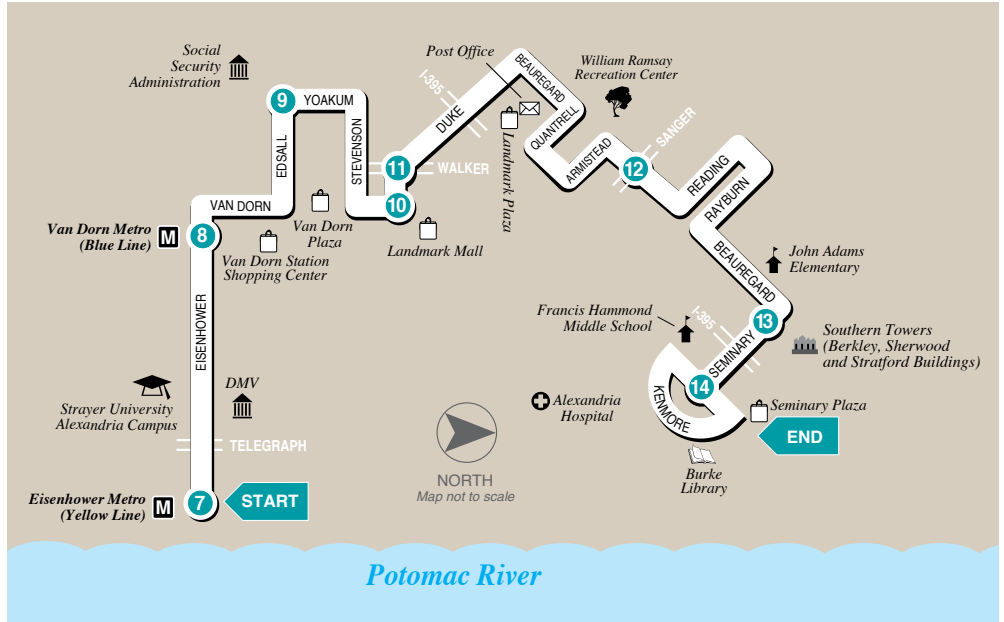 Social
Security
Administration
9
YOAKUM
EDSALL
STEVENSON
I-395
DUKE
Post Office
BEAUREGARD
QUANTRELL
Landmark Plaza
William Ramsay
Recreation Center
ARMISTEAD
12
SANGER
READING
RAYBURN
BEAUREGARD
11
WALKER
10
Landmark Mall
VAN DORN
Van Dorn
Plaza
Van Dorn Metro
(Blue Line)
M
8
Van Dorn Station
Shopping Center
John Adams
Elementary
EISENHOWER
Francis Hammond
Middle School
I-395
13
SEMINARY
Southern Towers
(Berkley, Sherwood
and Stratford Buildings)
14
KENMORE
DMV
Strayer University
Alexandria Campus
Alexandria
Hospital
Seminary Plaza
END
TELEGRAPH
Burke
Library
NORTH
Map not to scale
Eisenhower Metro
(Yellow Line)
M
7
START
Potomac River